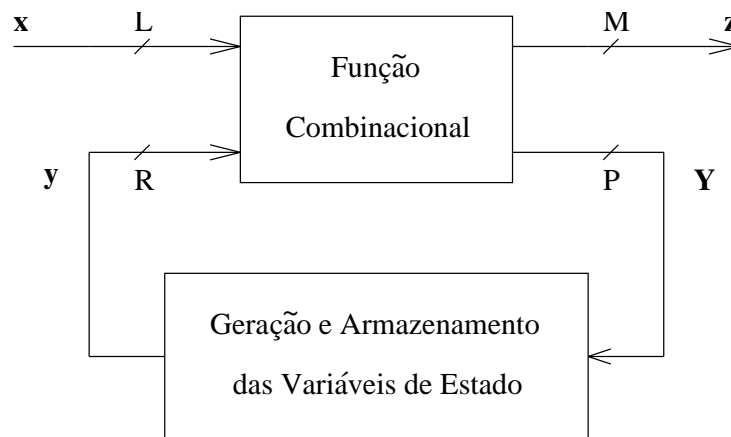 x L M z
Função
Combinacional
y R P Y
Geração e Armazenamento
das Variáveis de Estado